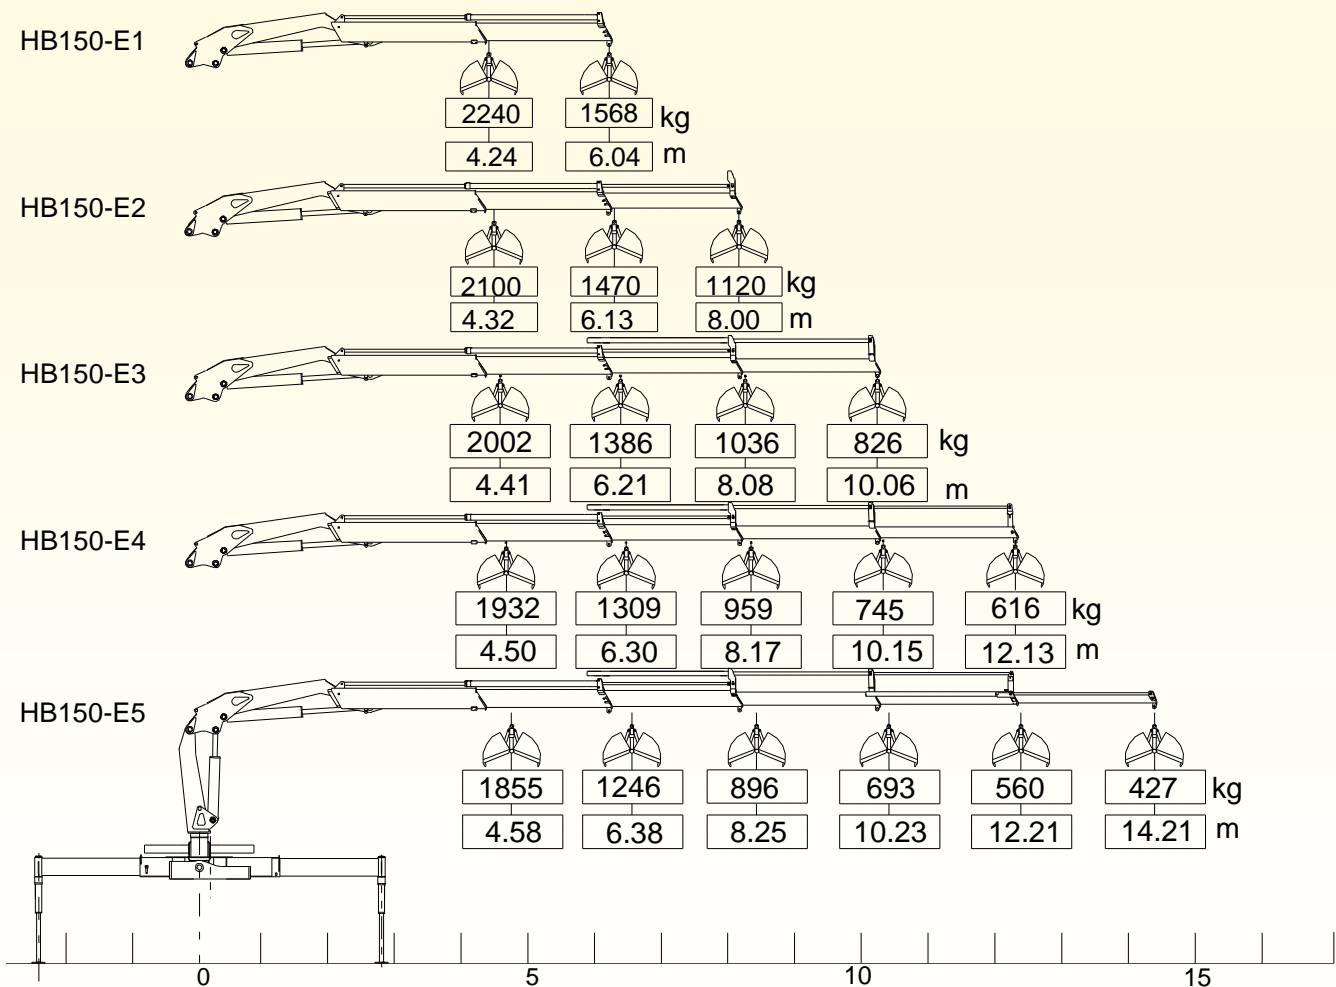 HB150-E1
2240 1568 kg
4.24 6.04 m
HB150-E2
2100 1470 1120 kg
4.32 6.13 8.00 m
HB150-E3
2002 1386 1036 826 kg
4.41 6.21 8.08 10.06 m
HB150-E4
1932 1309 959 745 616 kg
4.50 6.30 8.17 10.15 12.13 m
HB150-E5
1855 1246 896 693 560 427 kg
4.58 6.38 8.25 10.23 12.21 14.21 m
0 5 10 15